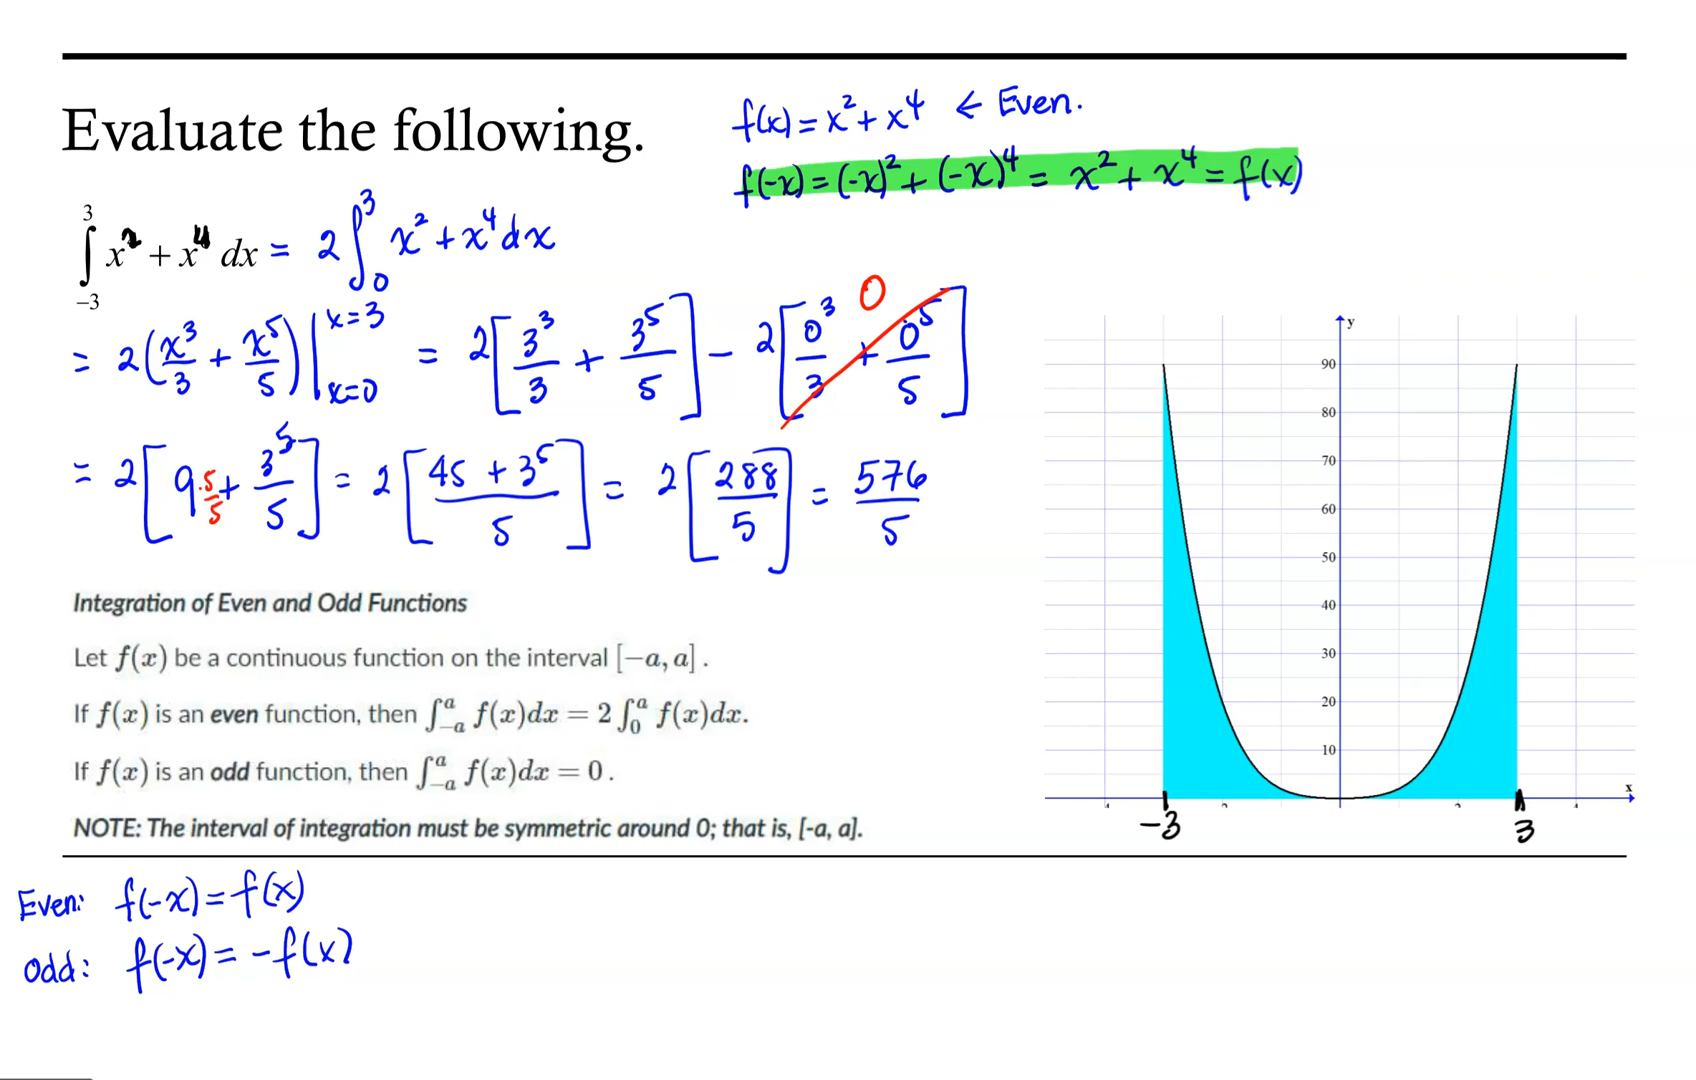 Evaluate the following.
f(x) = x² + x⁴ ← Even.
f(-x) = (-x)² + (-x)⁴ = x² + x⁴ = f(x)
∫₋₃³ x² + x⁴ dx = 2∫₀³ x² + x⁴ dx
= 2(x³/3 + x⁵/5)|ₓ₌₀ˣ⁼³ = 2[3³/3 + 3⁵/5] − 2[0³/3 + 0⁵/5] 0
= 2[9·5/5 + 3⁵/5] = 2[(45 + 3⁵)/5] = 2[288/5] = 576/5
Integration of Even and Odd Functions
Let f(x) be a continuous function on the interval [−a, a].
If f(x) is an even function, then ∫₋ₐᵃ f(x)dx = 2∫₀ᵃ f(x)dx.
If f(x) is an odd function, then ∫₋ₐᵃ f(x)dx = 0.
NOTE: The interval of integration must be symmetric around 0; that is, [-a, a].
y
90
80
70
60
50
40
30
20
10
x
-3 3
Even: f(-x) = f(x)
Odd: f(-x) = -f(x)